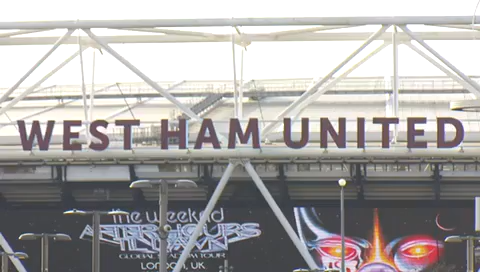 WEST HAM UNITED
The Weeknd
AFTER HOURS
TIL DAWN
GLOBAL STADIUM TOUR
London, UK